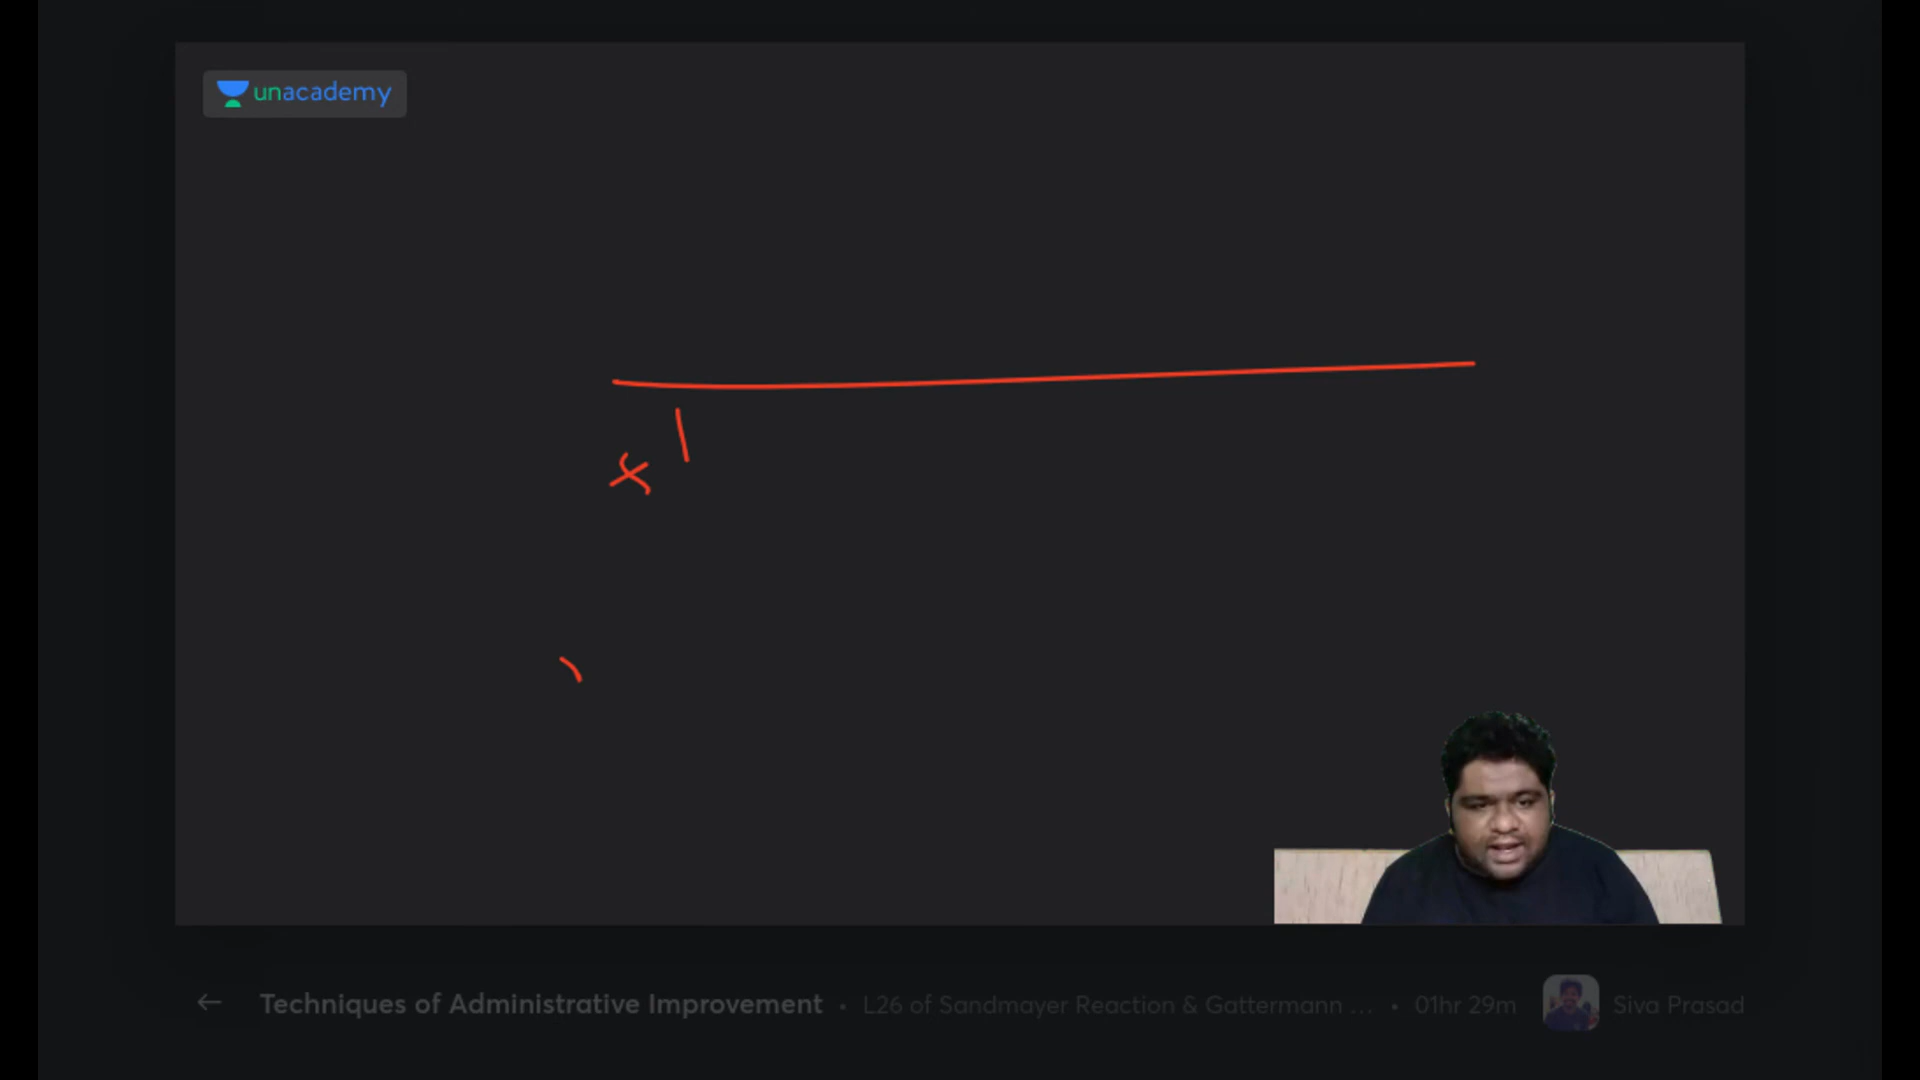 unacademy
Techniques of Administrative Improvement • L26 of Sandmayer Reaction & Gattermann ... • 01hr 29m Siva Prasad